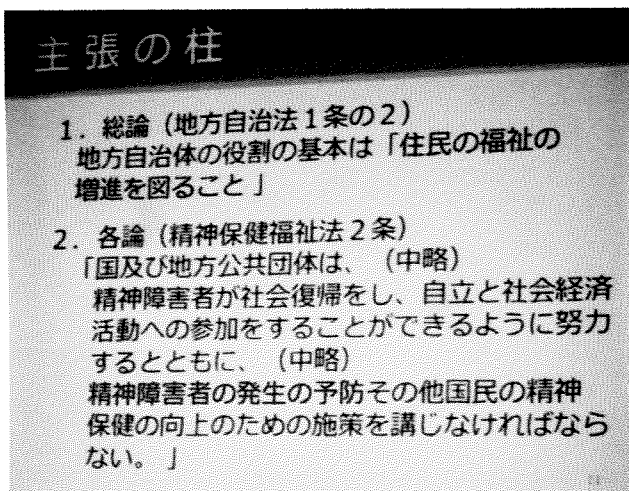 主張の柱
1．総論（地方自治法1条の2）
地方自治体の役割の基本は「住民の福祉の
増進を図ること」
2．各論（精神保健福祉法2条）
「国及び地方公共団体は、（中略）
精神障害者が社会復帰をし、自立と社会経済
活動への参加をすることができるように努力
するとともに、（中略）
精神障害者の発生の予防その他国民の精神
保健の向上のための施策を講じなければなら
ない。」